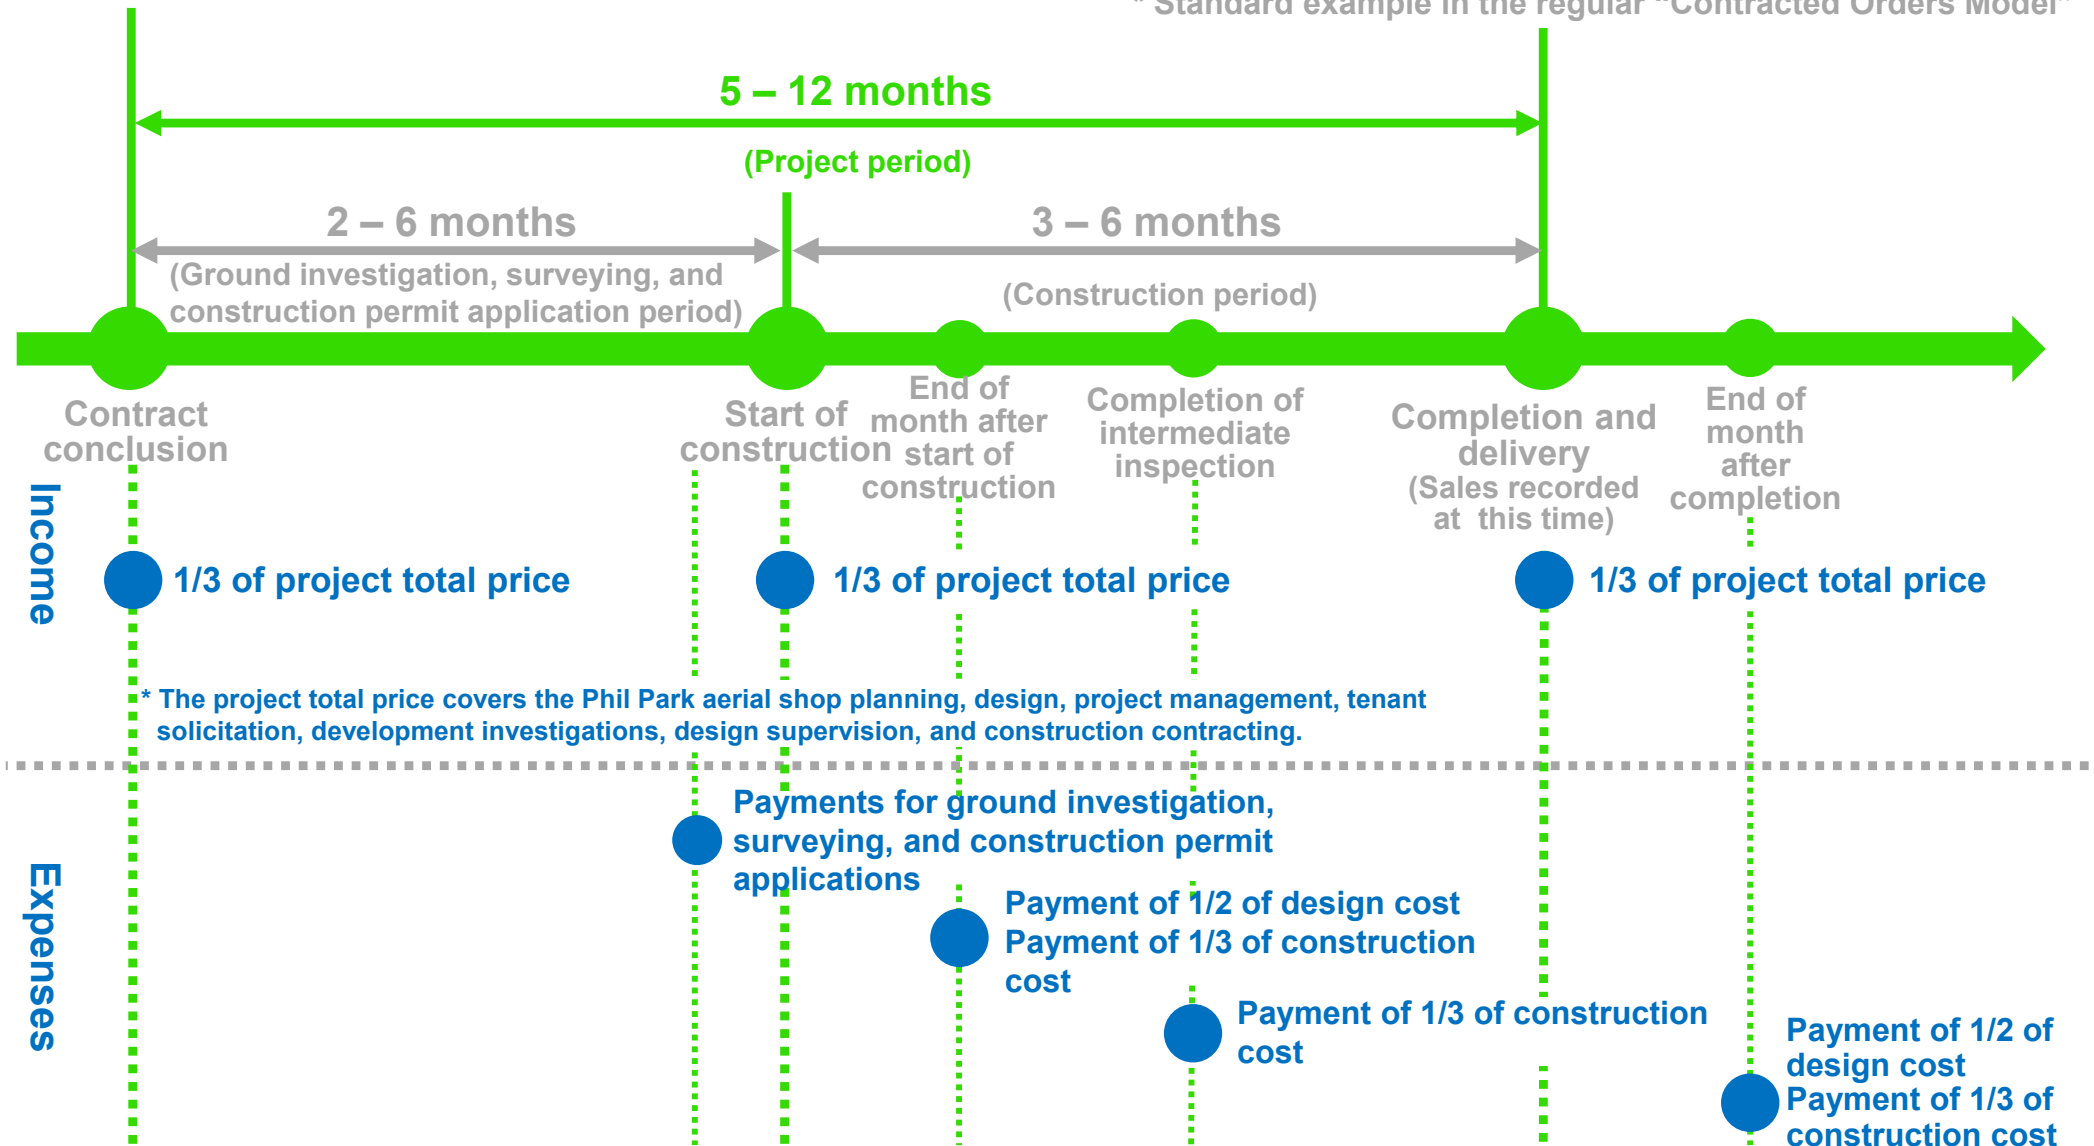 * Standard example in the regular "Contracted Orders Model"
5 – 12 months
(Project period)
2 – 6 months
3 – 6 months
(Ground investigation, surveying, and
construction permit application period)
(Construction period)
Contract
conclusion
Start of
construction
End of
month after
start of
construction
Completion of
intermediate
inspection
Completion and
delivery
(Sales recorded
at this time)
End of
month
after
completion
Income
1/3 of project total price
1/3 of project total price
1/3 of project total price
* The project total price covers the Phil Park aerial shop planning, design, project management, tenant
solicitation, development investigations, design supervision, and construction contracting.
Expenses
Payments for ground investigation,
surveying, and construction permit
applications
Payment of 1/2 of design cost
Payment of 1/3 of construction
cost
Payment of 1/3 of construction
cost
Payment of 1/2 of
design cost
Payment of 1/3 of
construction cost